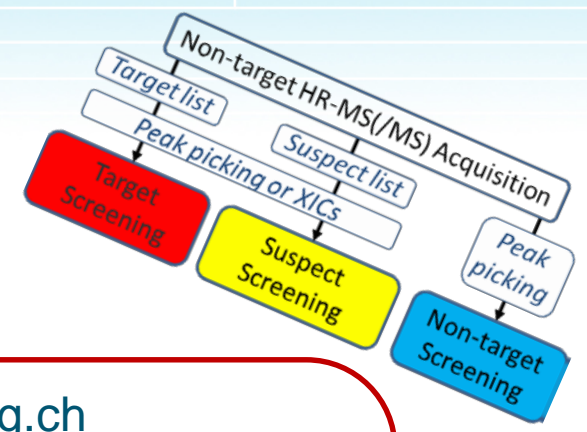 Non-target HR-MS(/MS) Acquisition
Target list
Suspect list
Peak picking or XICs
Peak
picking
Target
Screening
Suspect
Screening
Non-target
Screening
g.ch